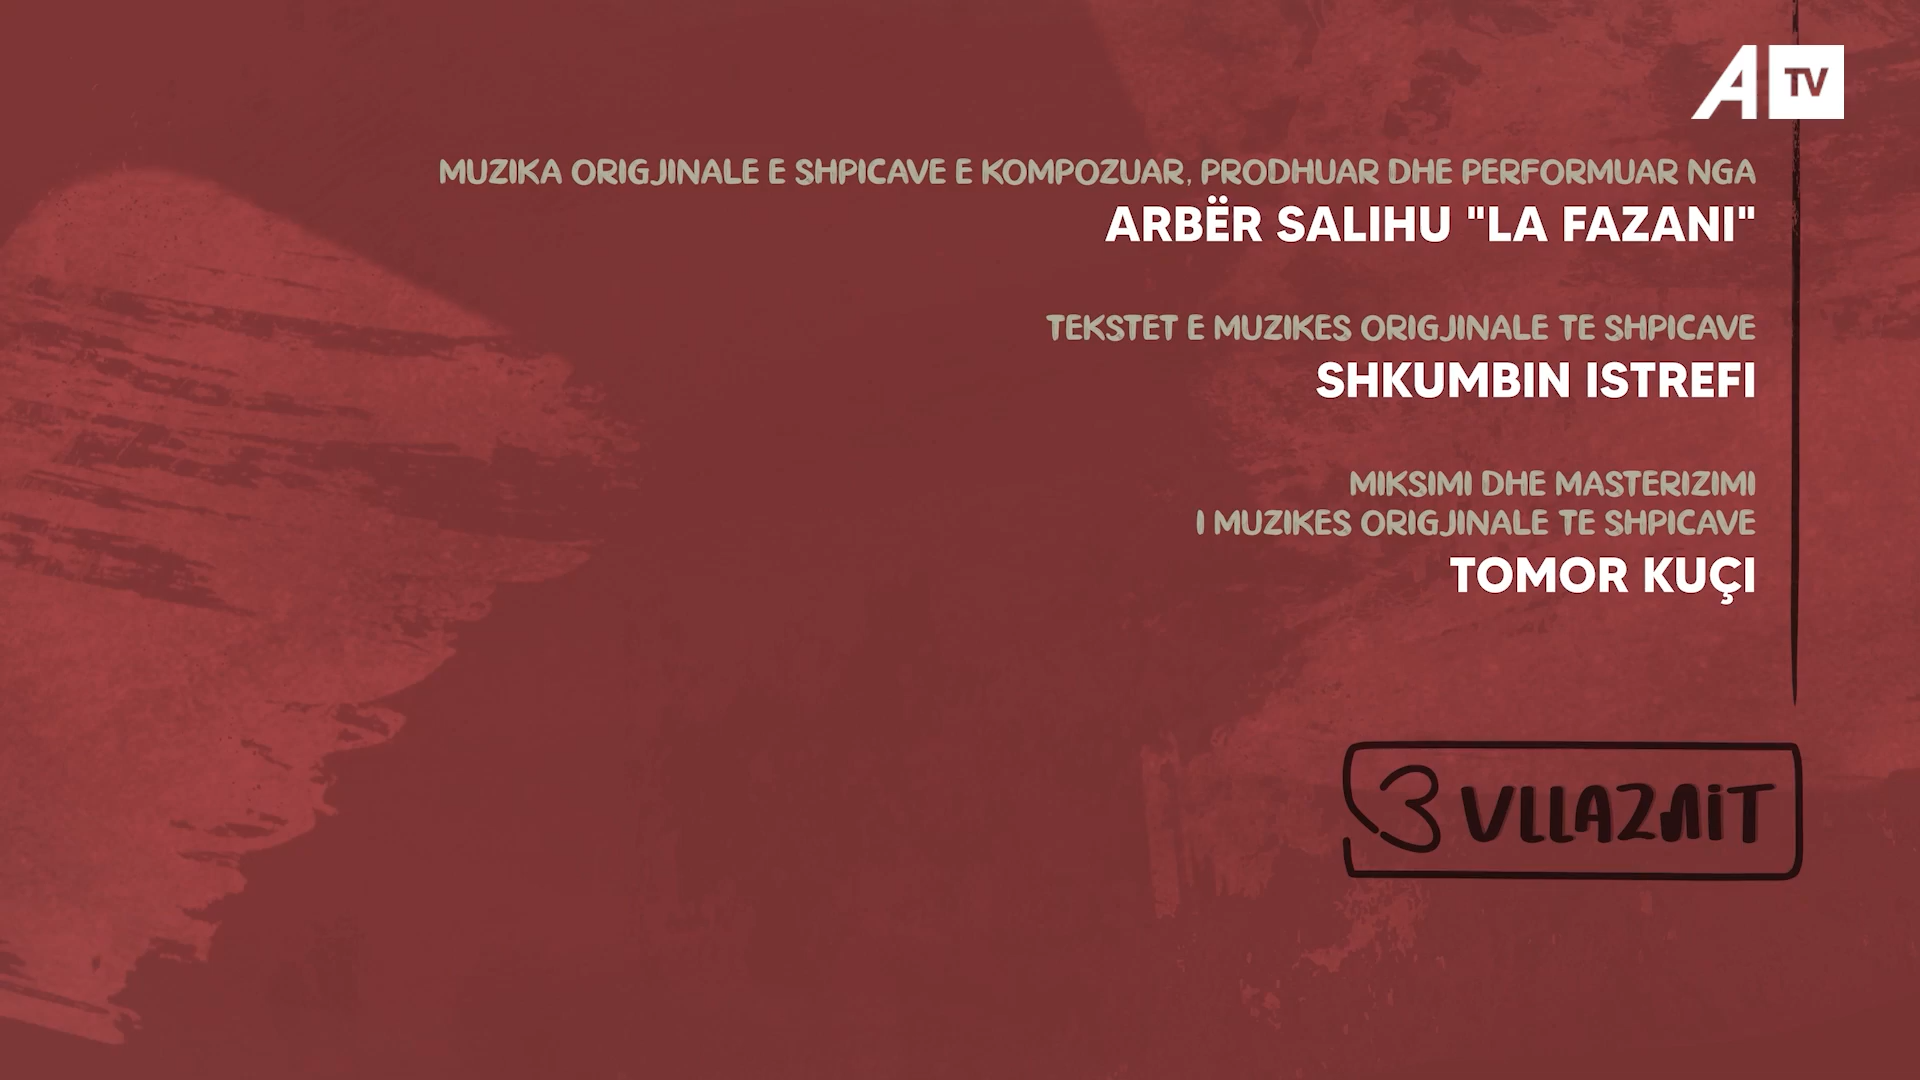 A TV
MUZIKA ORIGJINALE E SHPICAVE E KOMPOZUAR, PRODHUAR DHE PERFORMUAR NGA
ARBËR SALIHU "LA FAZANI"
TEKSTET E MUZIKES ORIGJINALE TE SHPICAVE
SHKUMBIN ISTREFI
MIKSIMI DHE MASTERIZIMI
I MUZIKES ORIGJINALE TE SHPICAVE
TOMOR KUÇI
3 VLLAZNIT